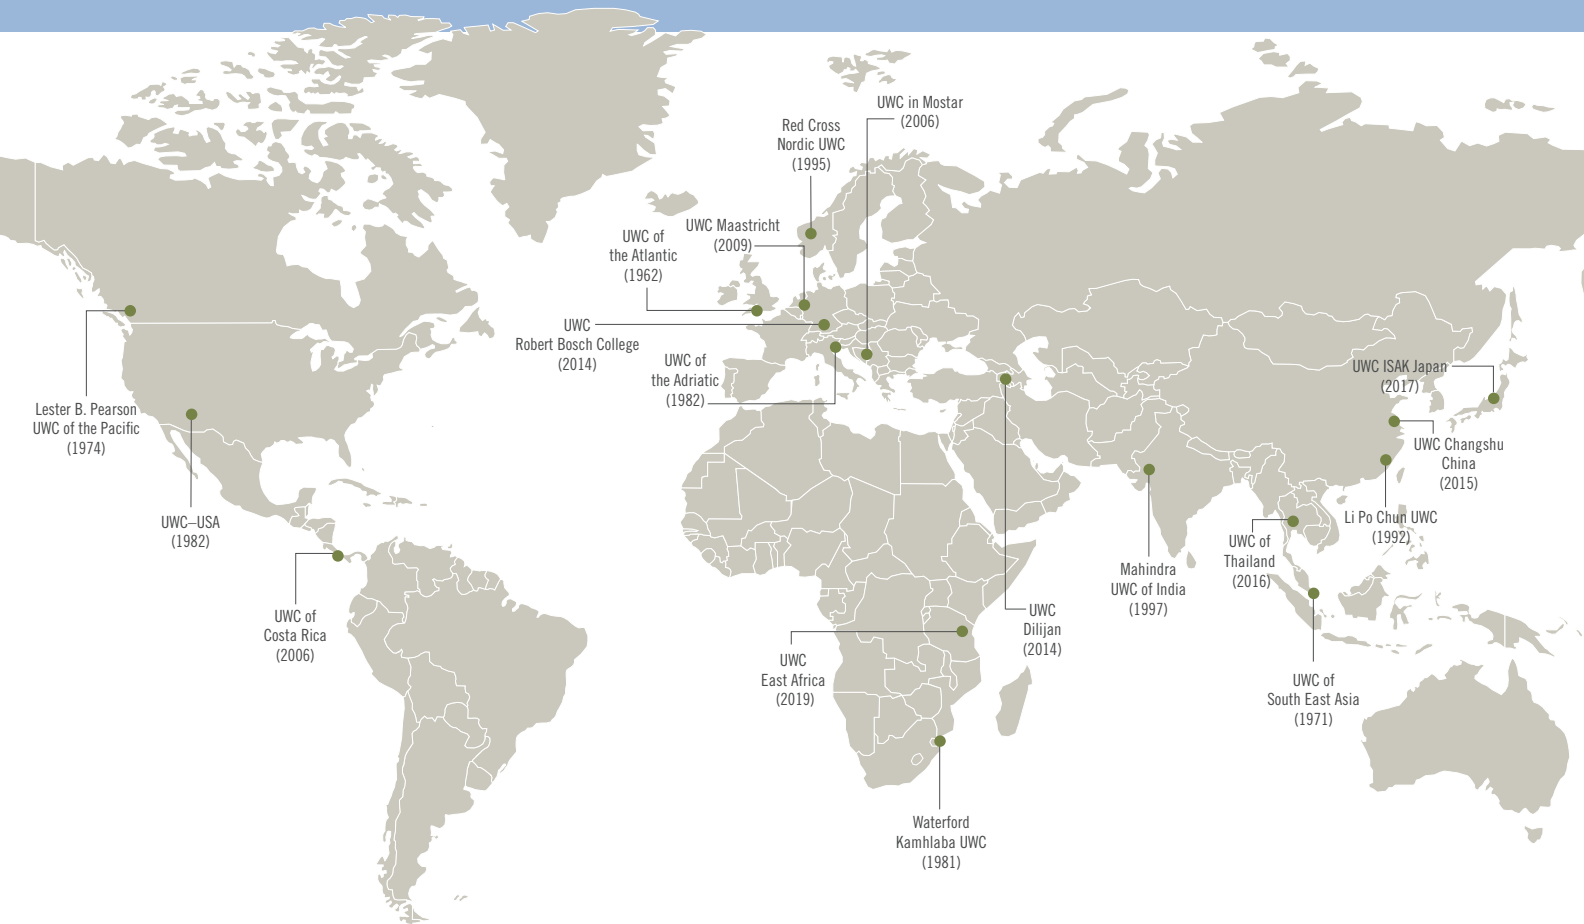 UWC in Mostar
(2006)
Red Cross
Nordic UWC
(1995)
UWC Maastricht
(2009)
UWC of
the Atlantic
(1962)
UWC
Robert Bosch College
(2014)
UWC of
the Adriatic
(1982)
Lester B. Pearson
UWC of the Pacific
(1974)
UWC–USA
(1982)
UWC of
Costa Rica
(2006)
UWC ISAK Japan
(2017)
UWC Changshu
China
(2015)
Li Po Chun UWC
(1992)
UWC of
Thailand
(2016)
Mahindra
UWC of India
(1997)
UWC
Dilijan
(2014)
UWC
East Africa
(2019)
UWC of
South East Asia
(1971)
Waterford
Kamhlaba UWC
(1981)